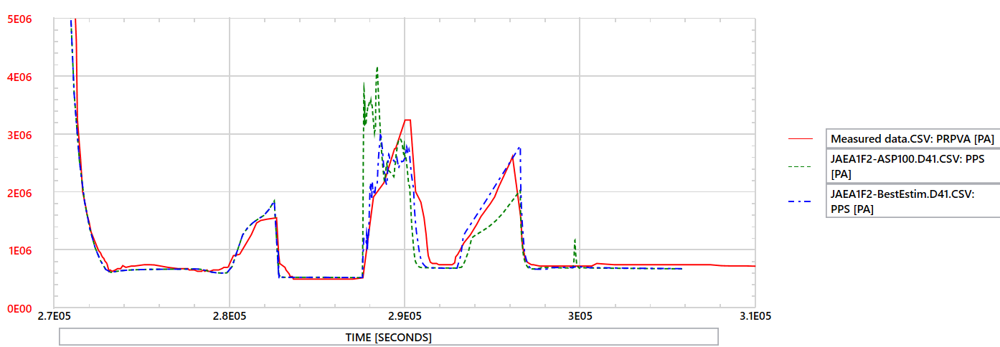 5E06
4E06
3E06
2E06
1E06
0E00
2.7E05
2.8E05
2.9E05
3E05
3.1E05
TIME [SECONDS]
Measured data.CSV: PRPVA [PA]
JAEA1F2-ASP100.D41.CSV: PPS
[PA]
JAEA1F2-BestEstim.D41.CSV:
PPS [PA]